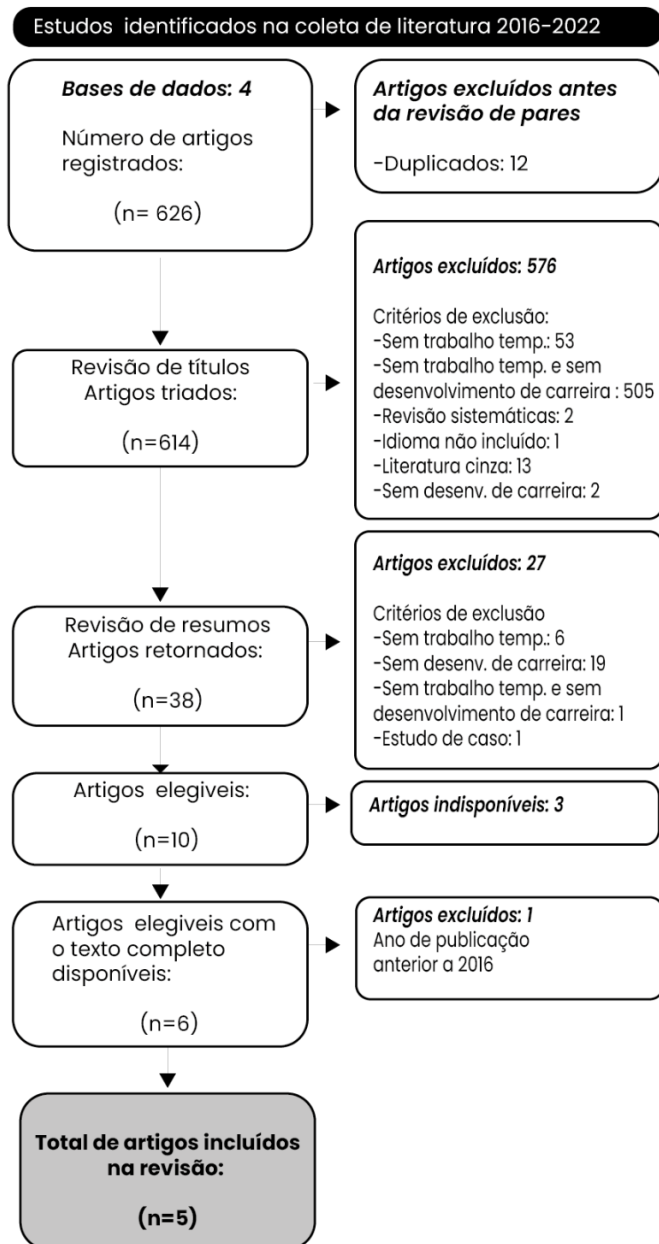 Estudos identificados na coleta de literatura 2016-2022
Bases de dados: 4
Número de artigos
registrados:
(n= 626)
Artigos excluídos antes
da revisão de pares
-Duplicados: 12
Artigos excluídos: 576
Critérios de exclusão:
-Sem trabalho temp.: 53
-Sem trabalho temp. e sem
desenvolvimento de carreira : 505
-Revisão sistemáticas: 2
-Idioma não incluído: 1
-Literatura cinza: 13
-Sem desenv. de carreira: 2
Revisão de títulos
Artigos triados:
(n=614)
Revisão de resumos
Artigos retornados:
(n=38)
Artigos excluídos: 27
Critérios de exclusão
-Sem trabalho temp.: 6
-Sem desenv. de carreira: 19
-Sem trabalho temp. e sem
desenvolvimento de carreira: 1
-Estudo de caso: 1
Artigos elegiveis:
(n=10)
Artigos indisponíveis: 3
Artigos elegiveis com
o texto completo
disponíveis:
(n=6)
Artigos excluídos: 1
Ano de publicação
anterior a 2016
Total de artigos incluídos
na revisão:
(n=5)